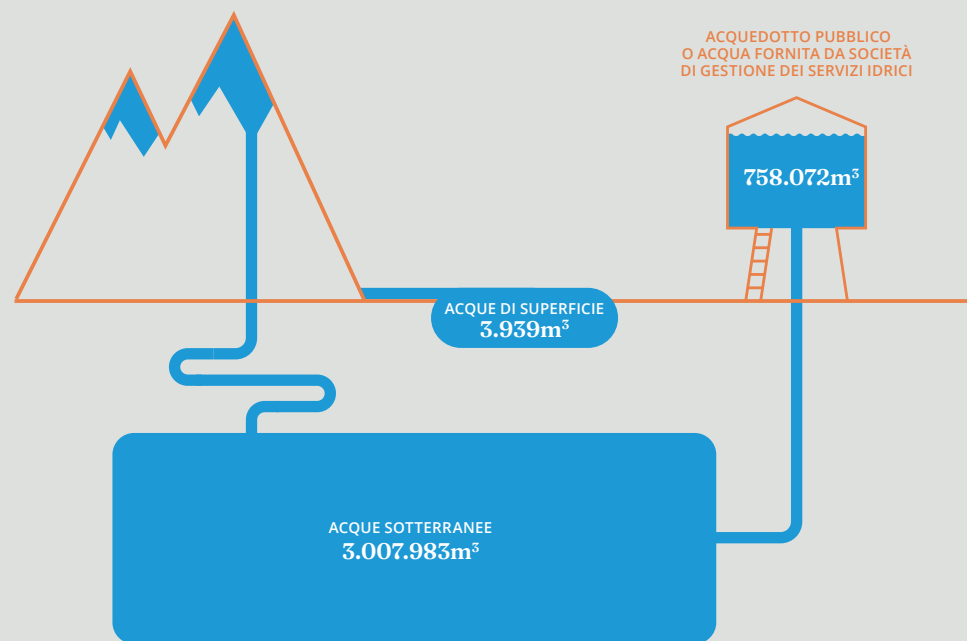 ACQUEDOTTO PUBBLICO
O ACQUA FORNITA DA SOCIETÀ
DI GESTIONE DEI SERVIZI IDRICI
758.072m³
ACQUE DI SUPERFICIE
3.939m³
ACQUE SOTTERRANEE
3.007.983m³